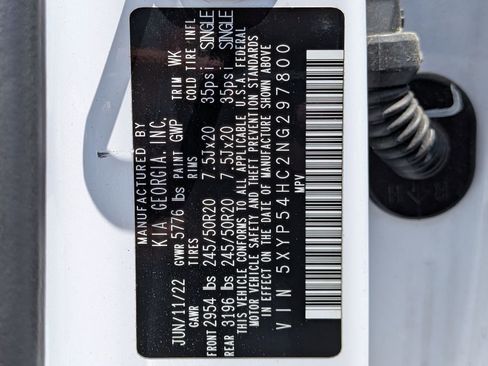 MANUFACTURED BY
KIA GEORGIA, INC.
JUN/11/22 GVWR 5776 lbs PAINT GWP TRIM WK
GAWR TIRES RIMS COLD TIRE INFL
FRONT 2954 lbs 245/50R20 7.5Jx20 35psi SINGLE
REAR 3196 lbs 245/50R20 7.5Jx20 35psi SINGLE
THIS VEHICLE CONFORMS TO ALL APPLICABLE U.S.A. FEDERAL
MOTOR VEHICLE SAFETY AND THEFT PREVENTION STANDARDS
IN EFFECT ON THE DATE OF MANUFACTURE SHOWN ABOVE
VIN 5XYP54HC2NG297800
MPV